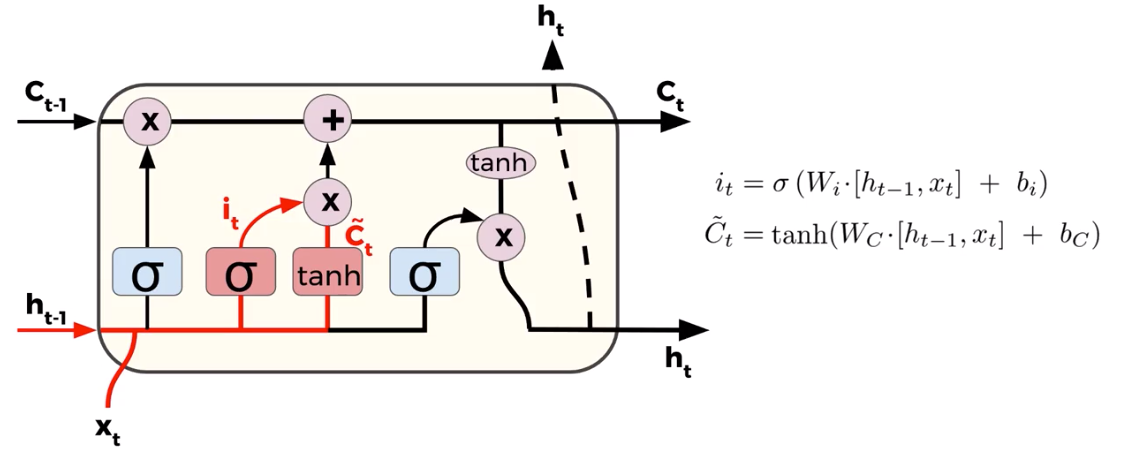 h_t
C_{t-1}
C_t
x
+
tanh
x
i_t
C̃_t
x
σ
σ
tanh
σ
h_{t-1}
h_t
x_t
i_t = σ (W_i·[h_{t-1}, x_t] + b_i)
C̃_t = tanh(W_C·[h_{t-1}, x_t] + b_C)